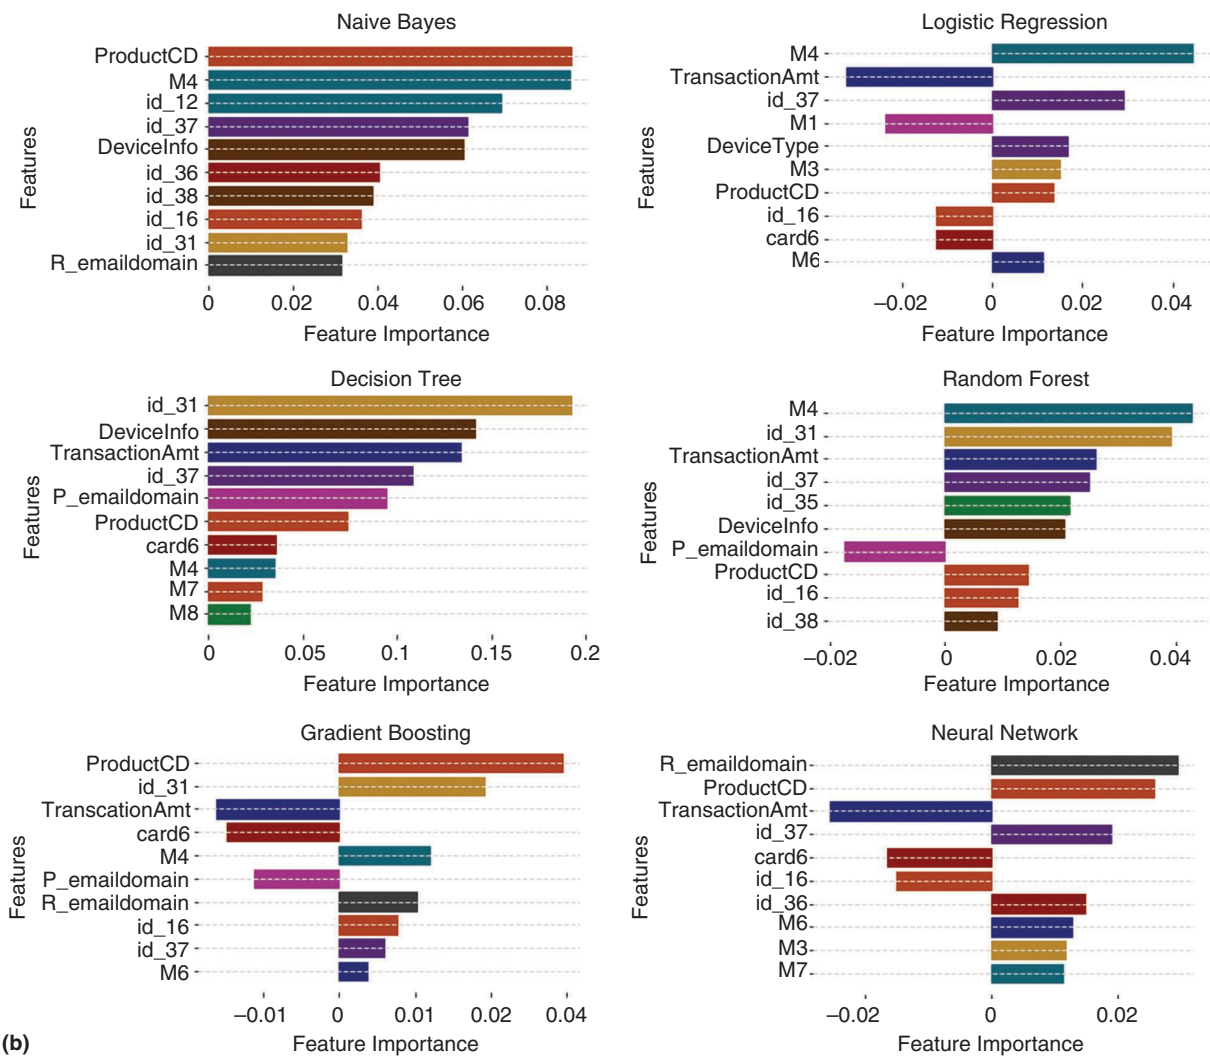 Naive Bayes
ProductCD
M4
id_12
id_37
DeviceInfo
id_36
id_38
id_16
id_31
R_emaildomain
Features
0 0.02 0.04 0.06 0.08
Feature Importance
Logistic Regression
M4
TransactionAmt
id_37
M1
DeviceType
M3
ProductCD
id_16
card6
M6
Features
−0.02 0 0.02 0.04
Feature Importance
Decision Tree
id_31
DeviceInfo
TransactionAmt
id_37
P_emaildomain
ProductCD
card6
M4
M7
M8
Features
0 0.05 0.1 0.15 0.2
Feature Importance
Random Forest
M4
id_31
TransactionAmt
id_37
id_35
DeviceInfo
P_emaildomain
ProductCD
id_16
id_38
Features
−0.02 0 0.02 0.04
Feature Importance
Gradient Boosting
ProductCD
id_31
TranscationAmt
card6
M4
P_emaildomain
R_emaildomain
id_16
id_37
M6
Features
−0.01 0 0.01 0.02 0.04
Feature Importance
Neural Network
R_emaildomain
ProductCD
TransactionAmt
id_37
card6
id_16
id_36
M6
M3
M7
Features
−0.02 0 0.02
Feature Importance
(b)